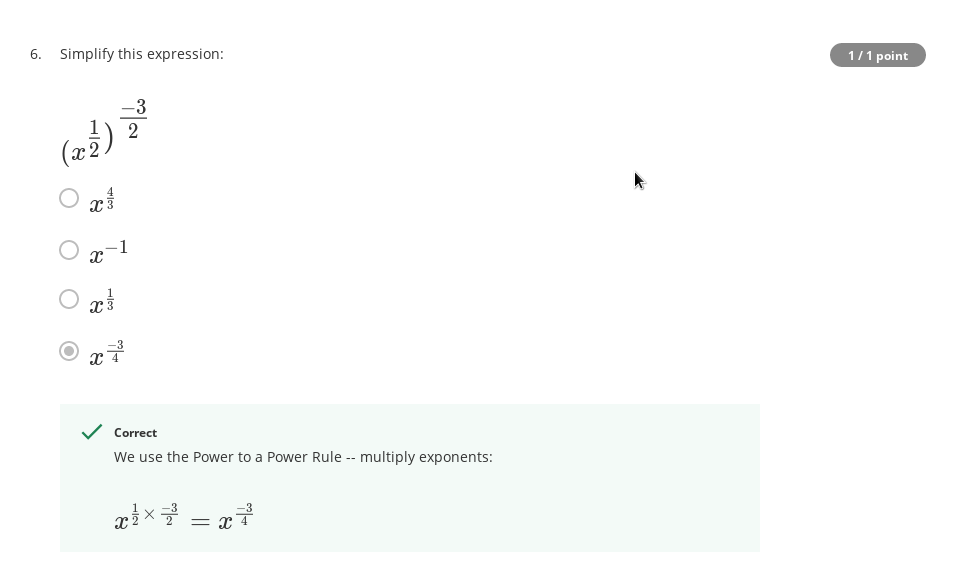 6. Simplify this expression:
1 / 1 point
(x^{\frac{1}{2}})^{\frac{-3}{2}}
x^{\frac{4}{3}}
x^{-1}
x^{\frac{1}{3}}
x^{\frac{-3}{4}}
Correct
We use the Power to a Power Rule -- multiply exponents:
x^{\frac{1}{2} × \frac{-3}{2}} = x^{\frac{-3}{4}}